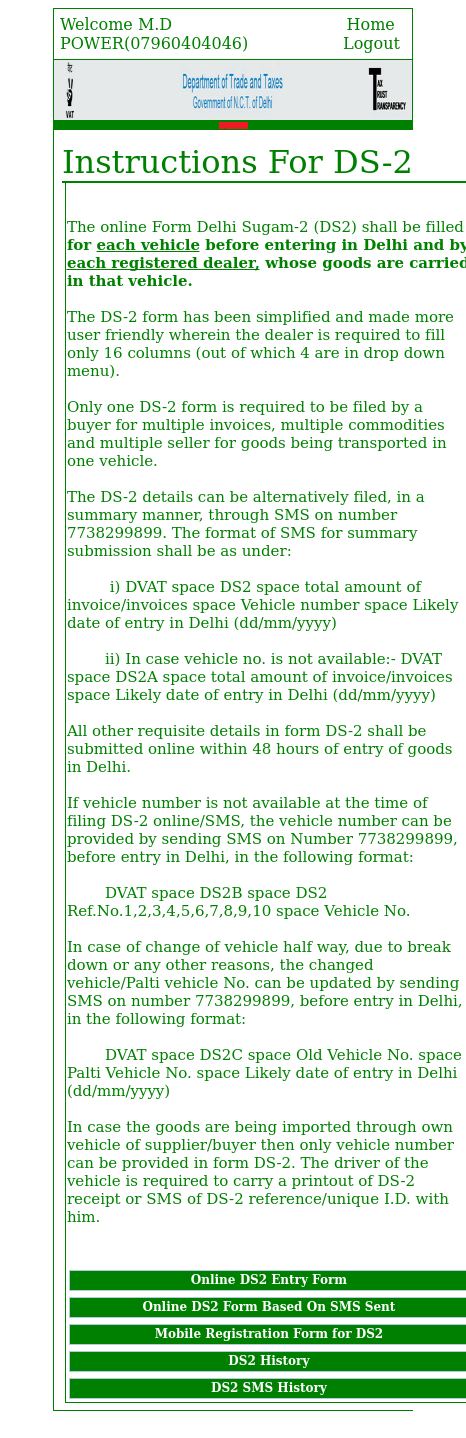 Welcome M.D
POWER(07960404046)
Home
Logout
VAT
Department of Trade and Taxes
Government of N.C.T. of Delhi
TAX
TRUST
TRANSPARENCY
Instructions For DS-2
The online Form Delhi Sugam-2 (DS2) shall be filled
for each vehicle before entering in Delhi and by
each registered dealer, whose goods are carried
in that vehicle.
The DS-2 form has been simplified and made more
user friendly wherein the dealer is required to fill
only 16 columns (out of which 4 are in drop down
menu).
Only one DS-2 form is required to be filed by a
buyer for multiple invoices, multiple commodities
and multiple seller for goods being transported in
one vehicle.
The DS-2 details can be alternatively filed, in a
summary manner, through SMS on number
7738299899. The format of SMS for summary
submission shall be as under:
i) DVAT space DS2 space total amount of
invoice/invoices space Vehicle number space Likely
date of entry in Delhi (dd/mm/yyyy)
ii) In case vehicle no. is not available:- DVAT
space DS2A space total amount of invoice/invoices
space Likely date of entry in Delhi (dd/mm/yyyy)
All other requisite details in form DS-2 shall be
submitted online within 48 hours of entry of goods
in Delhi.
If vehicle number is not available at the time of
filing DS-2 online/SMS, the vehicle number can be
provided by sending SMS on Number 7738299899,
before entry in Delhi, in the following format:
DVAT space DS2B space DS2
Ref.No.1,2,3,4,5,6,7,8,9,10 space Vehicle No.
In case of change of vehicle half way, due to break
down or any other reasons, the changed
vehicle/Palti vehicle No. can be updated by sending
SMS on number 7738299899, before entry in Delhi,
in the following format:
DVAT space DS2C space Old Vehicle No. space
Palti Vehicle No. space Likely date of entry in Delhi
(dd/mm/yyyy)
In case the goods are being imported through own
vehicle of supplier/buyer then only vehicle number
can be provided in form DS-2. The driver of the
vehicle is required to carry a printout of DS-2
receipt or SMS of DS-2 reference/unique I.D. with
him.
Online DS2 Entry Form
Online DS2 Form Based On SMS Sent
Mobile Registration Form for DS2
DS2 History
DS2 SMS History